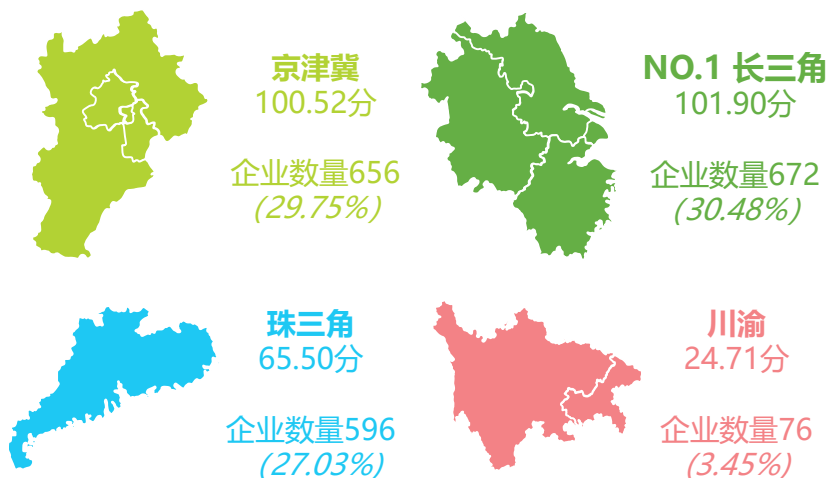 京津冀
100.52分
企业数量656
(29.75%)
NO.1 长三角
101.90分
企业数量672
(30.48%)
珠三角
65.50分
企业数量596
(27.03%)
川渝
24.71分
企业数量76
(3.45%)